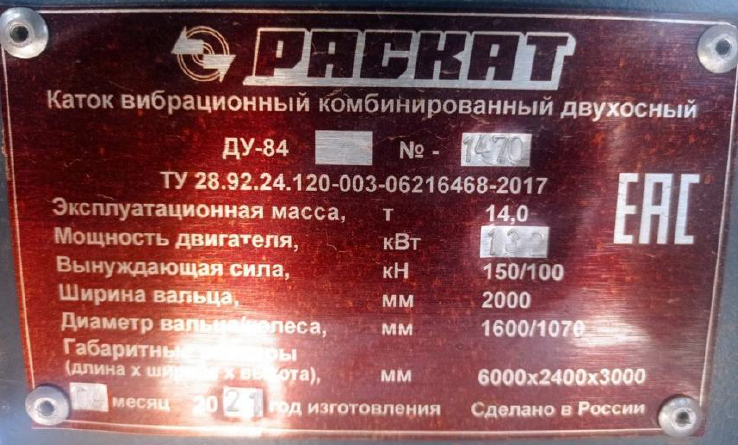 РАСКАТ
Каток вибрационный комбинированный двухосный
ДУ-84 № - 1470
ТУ 28.92.24.120-003-06216468-2017
EAC
Эксплуатационная масса, т 14,0
Мощность двигателя, кВт
Вынуждающая сила, кН 150/100
Ширина вальца, мм 2000
Диаметр вальца/колеса, мм 1600/1070
Габаритные размеры
(длина х ширина х высота), мм 6000х2400х3000
месяц 2021 год изготовления Сделано в России